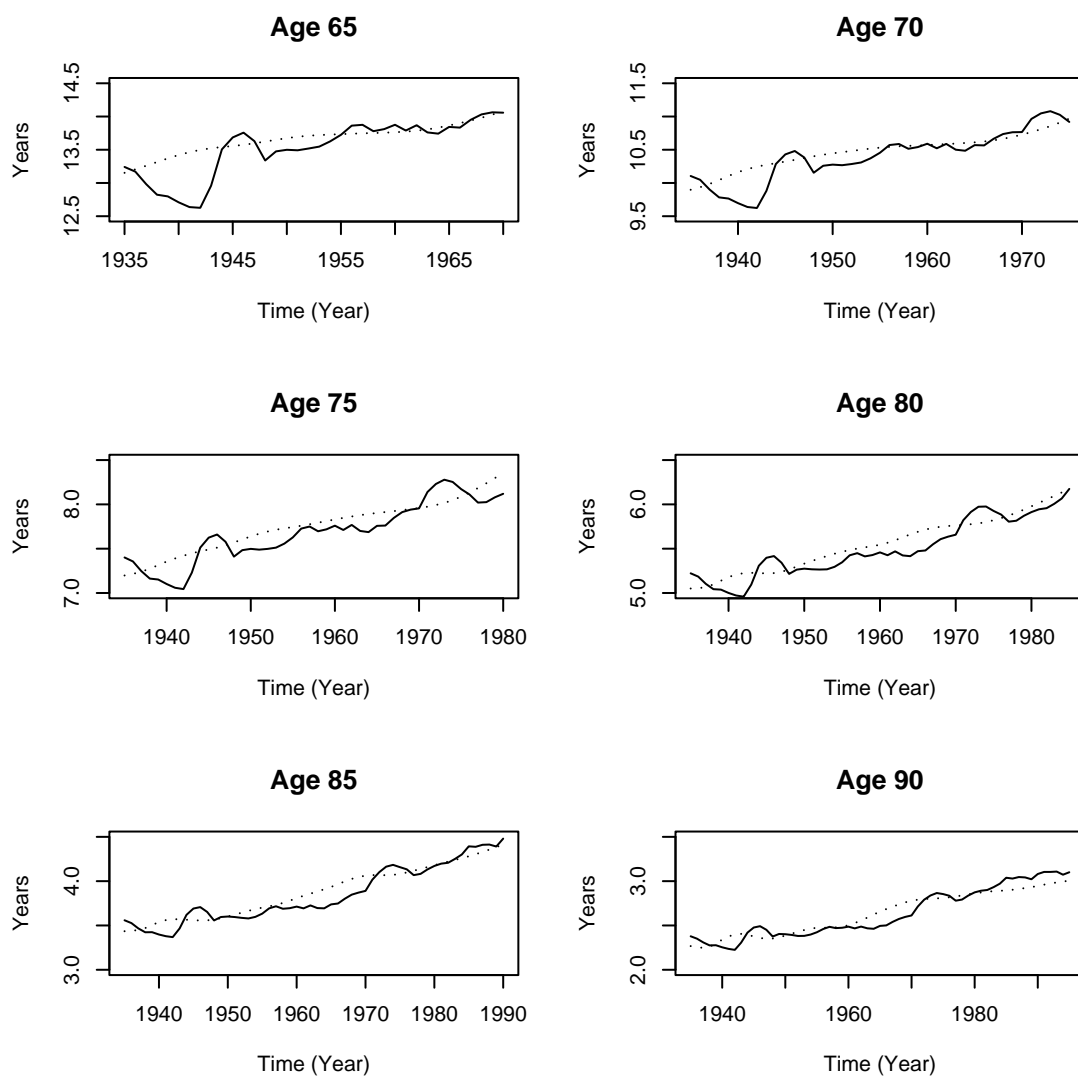 Age 65
Years
14.5
13.5
12.5
1935 1945 1955 1965
Time (Year)
Age 70
Years
11.5
10.5
9.5
1940 1950 1960 1970
Time (Year)
Age 75
Years
8.0
7.0
1940 1950 1960 1970 1980
Time (Year)
Age 80
Years
6.0
5.0
1940 1950 1960 1970 1980
Time (Year)
Age 85
Years
4.0
3.0
1940 1950 1960 1970 1980 1990
Time (Year)
Age 90
Years
3.0
2.0
1940 1960 1980
Time (Year)